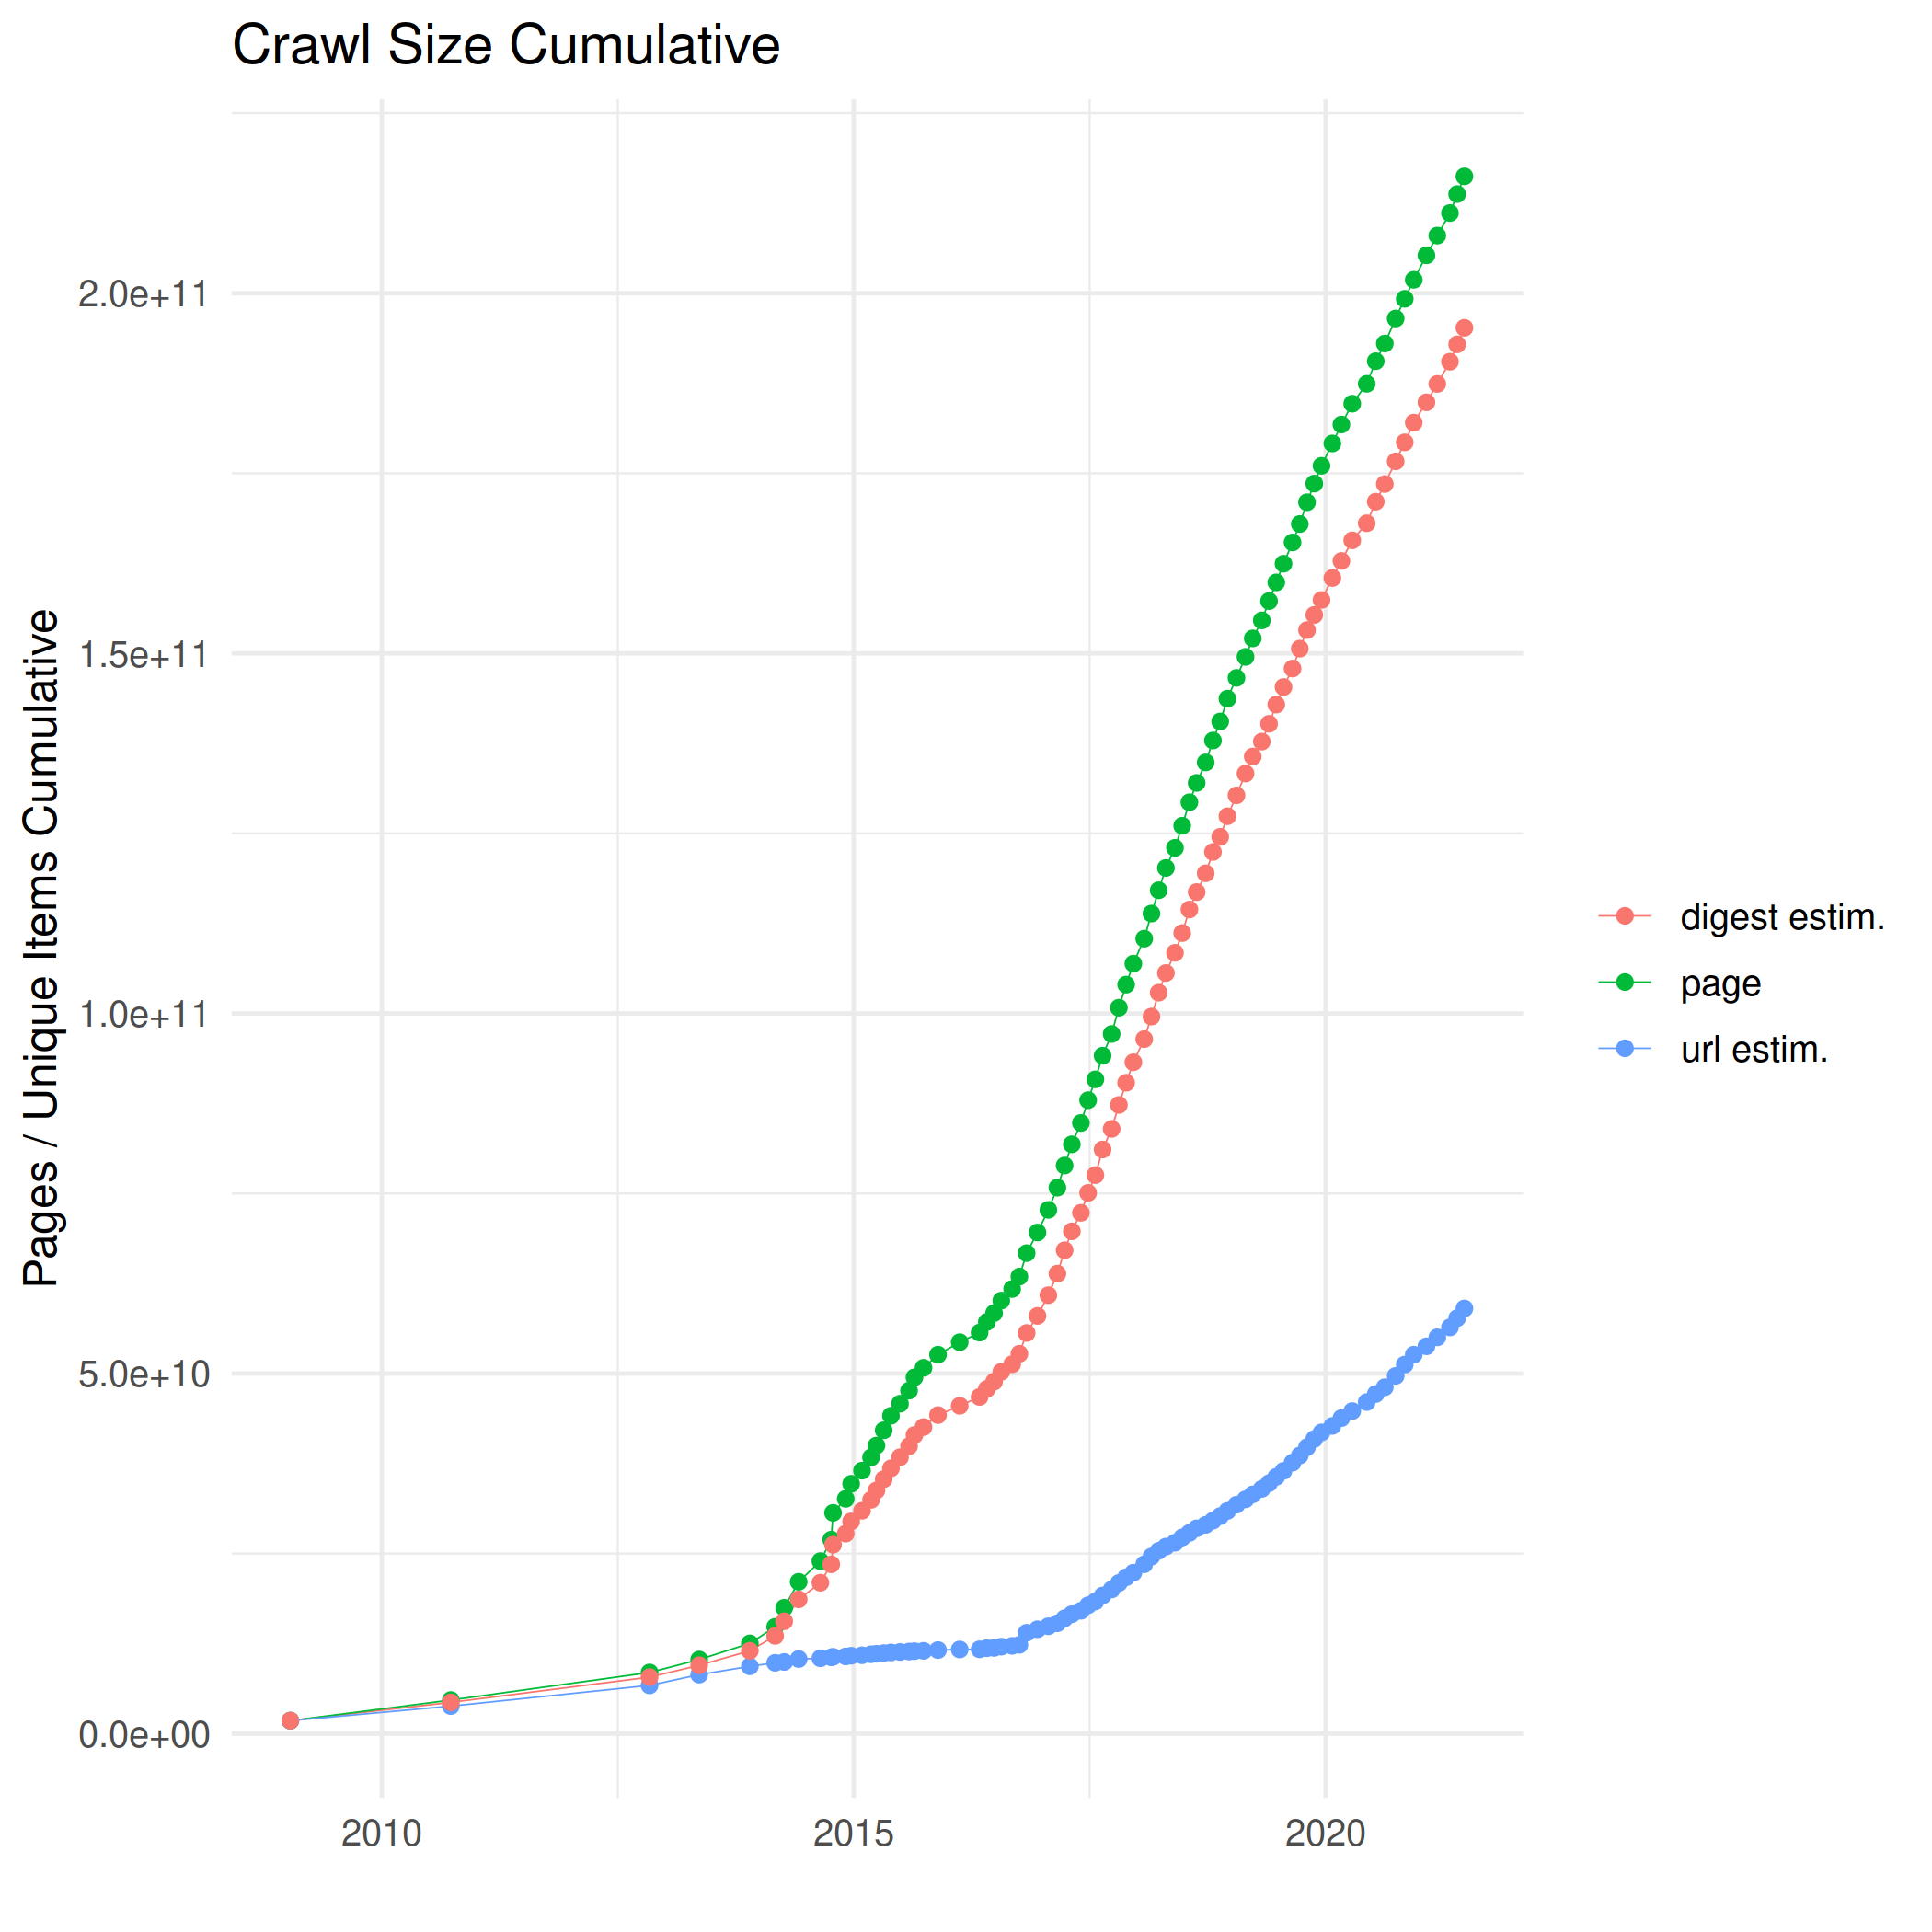 Crawl Size Cumulative
Pages / Unique Items Cumulative
2.0e+11
1.5e+11
1.0e+11
5.0e+10
0.0e+00
2010
2015
2020
digest estim.
page
url estim.